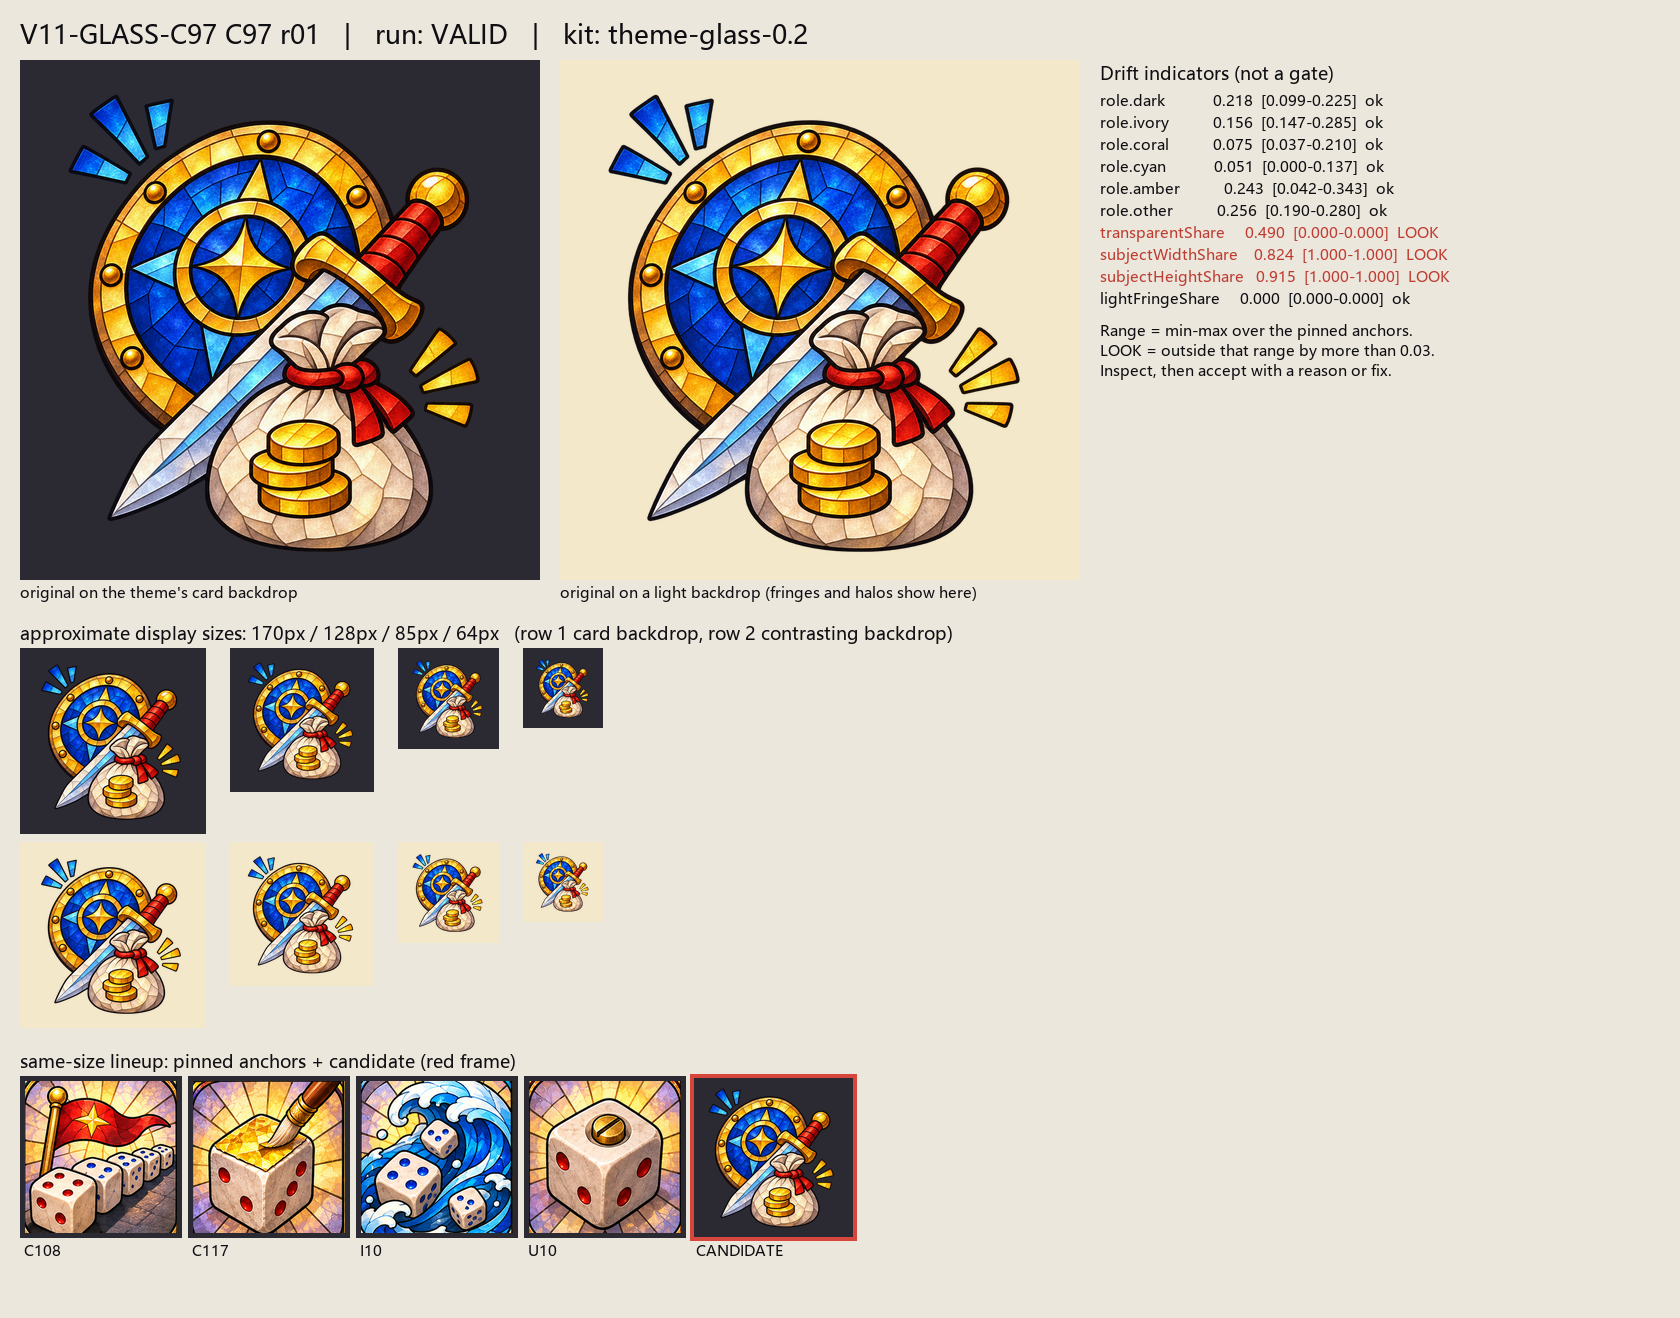 V11-GLASS-C97 C97 r01 | run: VALID | kit: theme-glass-0.2
Drift indicators (not a gate)
role.dark 0.218 [0.099-0.225] ok
role.ivory 0.156 [0.147-0.285] ok
role.coral 0.075 [0.037-0.210] ok
role.cyan 0.051 [0.000-0.137] ok
role.amber 0.243 [0.042-0.343] ok
role.other 0.256 [0.190-0.280] ok
transparentShare 0.490 [0.000-0.000] LOOK
subjectWidthShare 0.824 [1.000-1.000] LOOK
subjectHeightShare 0.915 [1.000-1.000] LOOK
lightFringeShare 0.000 [0.000-0.000] ok
Range = min-max over the pinned anchors.
LOOK = outside that range by more than 0.03.
Inspect, then accept with a reason or fix.
original on the theme's card backdrop
original on a light backdrop (fringes and halos show here)
approximate display sizes: 170px / 128px / 85px / 64px (row 1 card backdrop, row 2 contrasting backdrop)
same-size lineup: pinned anchors + candidate (red frame)
C108
C117
I10
U10
CANDIDATE